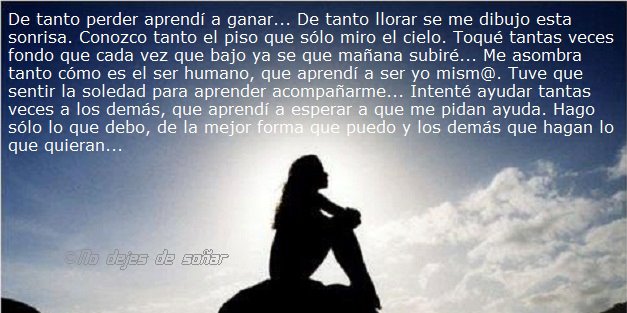 De tanto perder aprendí a ganar... De tanto llorar se me dibujo esta
sonrisa. Conozco tanto el piso que sólo miro el cielo. Toqué tantas veces
fondo que cada vez que bajo ya se que mañana subiré... Me asombra
tanto cómo es el ser humano, que aprendí a ser yo mism@. Tuve que
sentir la soledad para aprender acompañarme... Intenté ayudar tantas
veces a los demás, que aprendí a esperar a que me pidan ayuda. Hago
sólo lo que debo, de la mejor forma que puedo y los demás que hagan lo
que quieran...
©No dejes de soñar